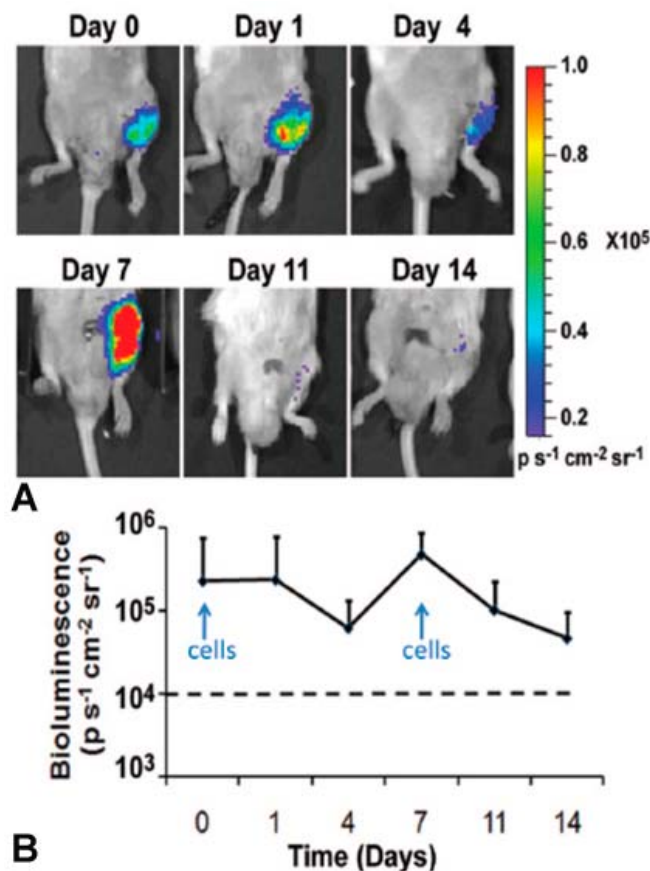 Day 0 Day 1 Day 4
1.0
0.8
0.6
X10⁵
0.4
0.2
p s⁻¹ cm⁻² sr⁻¹
Day 7 Day 11 Day 14
A
Bioluminescence
(p s⁻¹ cm⁻² sr⁻¹)
10⁶
10⁵
10⁴
10³
cells cells
0 1 4 7 11 14
Time (Days)
B